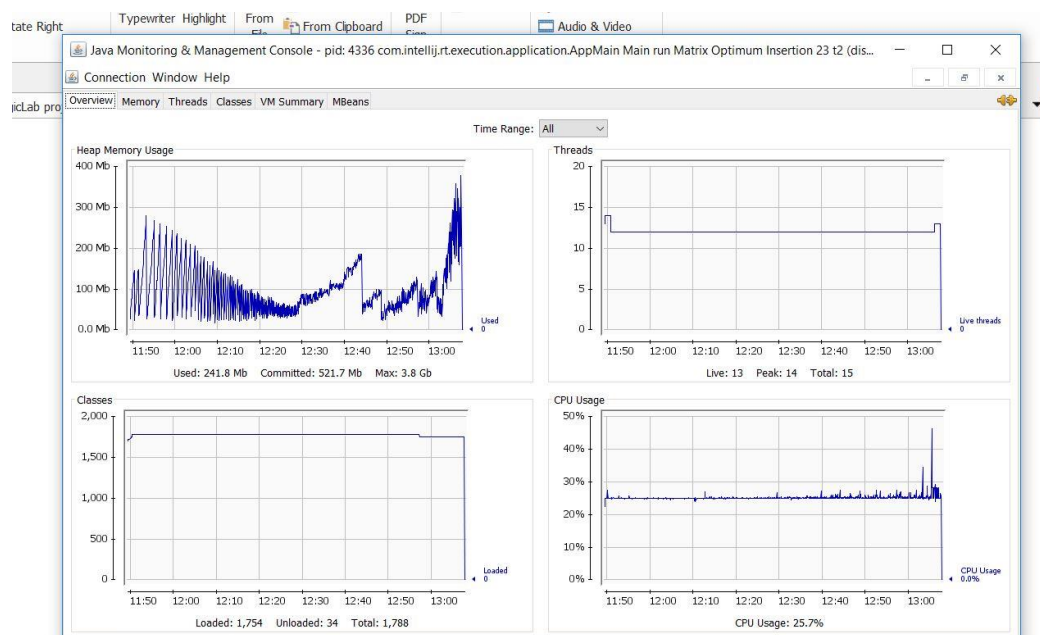 tate Right
Typewriter Highlight
From
From Clipboard
PDF
Audio & Video
Java Monitoring & Management Console - pid: 4336 com.intellij.rt.execution.application.AppMain Main run Matrix Optimum Insertion 23 t2 (dis...
Connection Window Help
Overview Memory Threads Classes VM Summary MBeans
Time Range: All
Heap Memory Usage
400 Mb
300 Mb
200 Mb
100 Mb
0.0 Mb
Used
0
11:50 12:00 12:10 12:20 12:30 12:40 12:50 13:00
Used: 241.8 Mb Committed: 521.7 Mb Max: 3.8 Gb
Threads
20
15
10
5
0
Live threads
0
11:50 12:00 12:10 12:20 12:30 12:40 12:50 13:00
Live: 13 Peak: 14 Total: 15
Classes
2,000
1,500
1,000
500
0
Loaded
0
11:50 12:00 12:10 12:20 12:30 12:40 12:50 13:00
Loaded: 1,754 Unloaded: 34 Total: 1,788
CPU Usage
50%
40%
30%
20%
10%
0%
CPU Usage
0.0%
11:50 12:00 12:10 12:20 12:30 12:40 12:50 13:00
CPU Usage: 25.7%